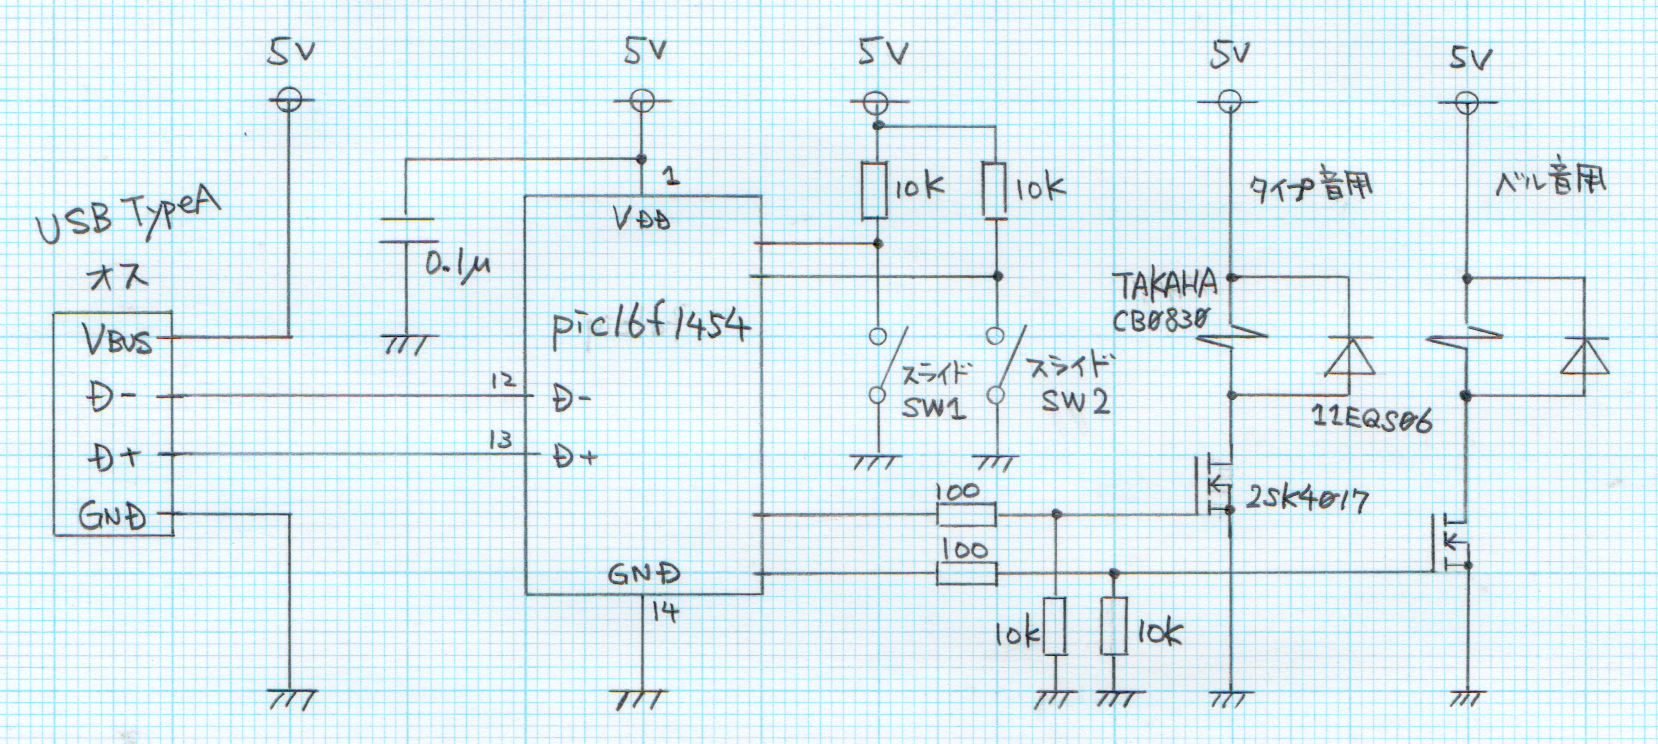 5V
5V
5V
5V
5V
USB TypeA
オス
VBUS
D-
D+
GND
0.1μ
1
VDD
pic16f1454
12
D-
13
D+
GND
14
10K
10K
スライド
SW1
スライド
SW2
100
100
10K
10K
タイプ音用
TAKAHA
CB0830
11EQS06
2SK4017
ベル音用